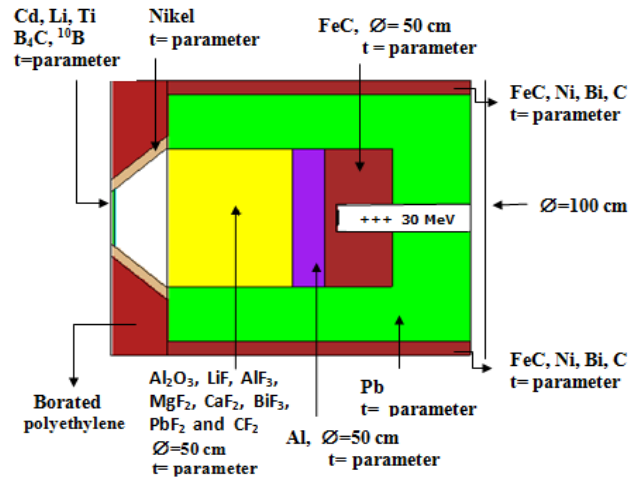 Cd, Li, Ti
B₄C, ¹⁰B
t=parameter
Nikel
t= parameter
FeC, ∅= 50 cm
t = parameter
FeC, Ni, Bi, C
t= parameter
+++ 30 MeV
∅=100 cm
FeC, Ni, Bi, C
t= parameter
Borated
polyethylene
Al₂O₃, LiF, AlF₃,
MgF₂, CaF₂, BiF₃,
PbF₂ and CF₂
∅=50 cm
t= parameter
Al, ∅=50 cm
t= parameter
Pb
t= parameter